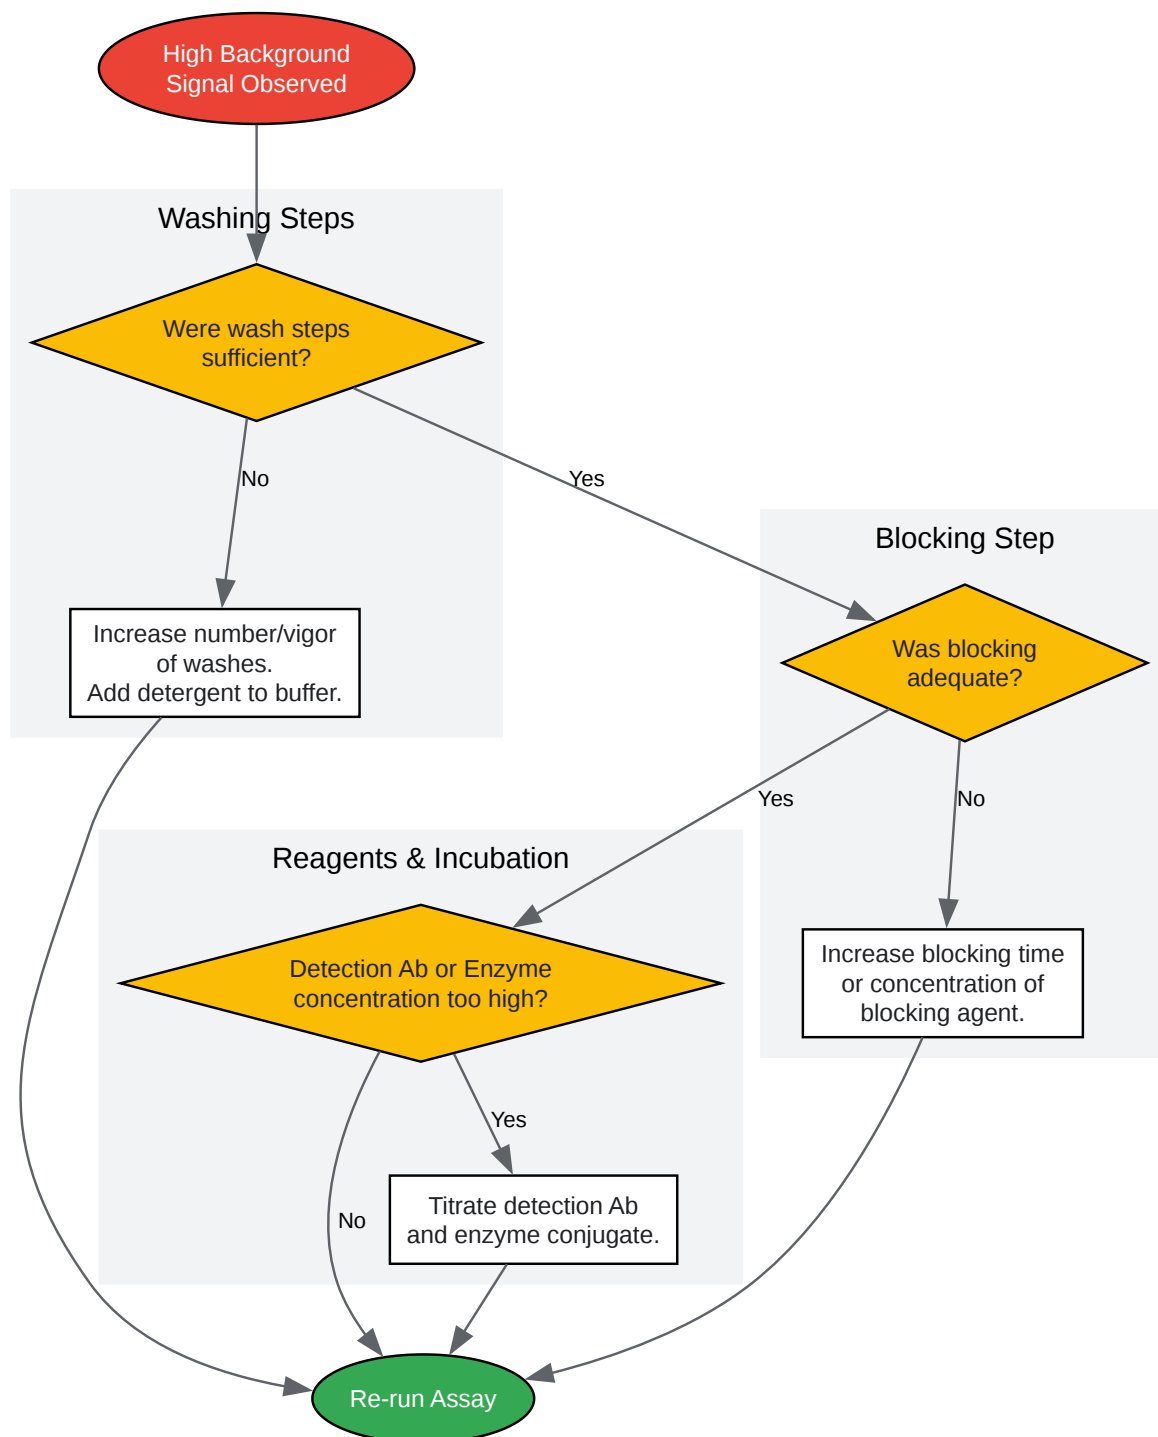 High Background
Signal Observed
Washing Steps
Were wash steps
sufficient?
No
Yes
Increase number/vigor
of washes.
Add detergent to buffer.
Blocking Step
Was blocking
adequate?
Yes
No
Increase blocking time
or concentration of
blocking agent.
Reagents & Incubation
Detection Ab or Enzyme
concentration too high?
Yes
No
Titrate detection Ab
and enzyme conjugate.
Re-run Assay